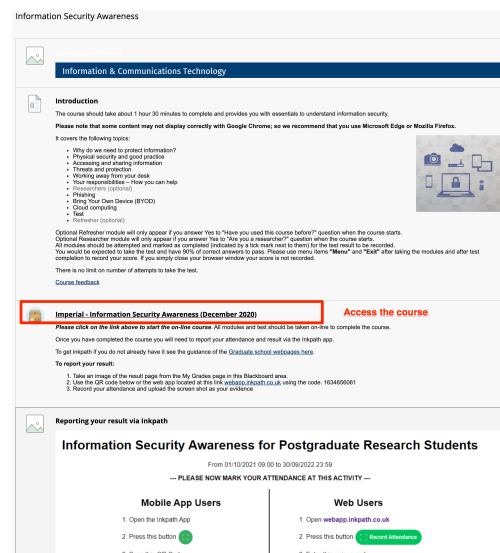 Information Security Awareness
Information & Communications Technology
Introduction
The course should take about 1 hour 30 minutes to complete and provides you with essentials to understand information security.
Please note that some content may not display correctly with Google Chrome; so we recommend that you use Microsoft Edge or Mozilla Firefox.
It covers the following topics:
Why do we need to protect information?
Physical security and good practice
Accessing and sharing information
Threats and protection
Working away from your desk
Your responsibilities – How you can help
Researchers (optional)
Phishing
Bring Your Own Device (BYOD)
Cloud computing
Test
Refresher (optional)
Optional Refresher module will only appear if you answer Yes to "Have you used this course before?" question when the course starts.
Optional Researcher module will only appear if you answer Yes to "Are you a researcher?" question when the course starts.
All modules should be attempted and marked as completed (indicated by a tick mark next to them) for the test result to be recorded.
You would be expected to take the test and have 90% of correct answers to pass. Please use menu items "Menu" and "Exit" after taking the modules and after test
completion to record your score. If you simply close your browser window your score is not recorded.
There is no limit on number of attempts to take the test.
Course feedback
Imperial - Information Security Awareness (December 2020)
Access the course
Please click on the link above to start the on-line course. All modules and test should be taken on-line to complete the course.
Once you have completed the course you will need to report your attendance and result via the Inkpath app.
To get inkpath if you do not already have it see the guidance of the Graduate school webpages here.
To report your result:
1. Take an image of the result page from the My Grades page in this Blackboard area.
2. Use the QR code below or the web app located at this link webapp.inkpath.co.uk using the code. 1634656061
3. Record your attendance and upload the screen shot as your evidence
Reporting your result via Inkpath
Information Security Awareness for Postgraduate Research Students
From 01/10/2021 09:00 to 30/09/2022 23:59
--- PLEASE NOW MARK YOUR ATTENDANCE AT THIS ACTIVITY ---
Mobile App Users
1. Open the Inkpath App
2. Press this button
Web Users
1. Open webapp.inkpath.co.uk
2. Press this button Record Attendance